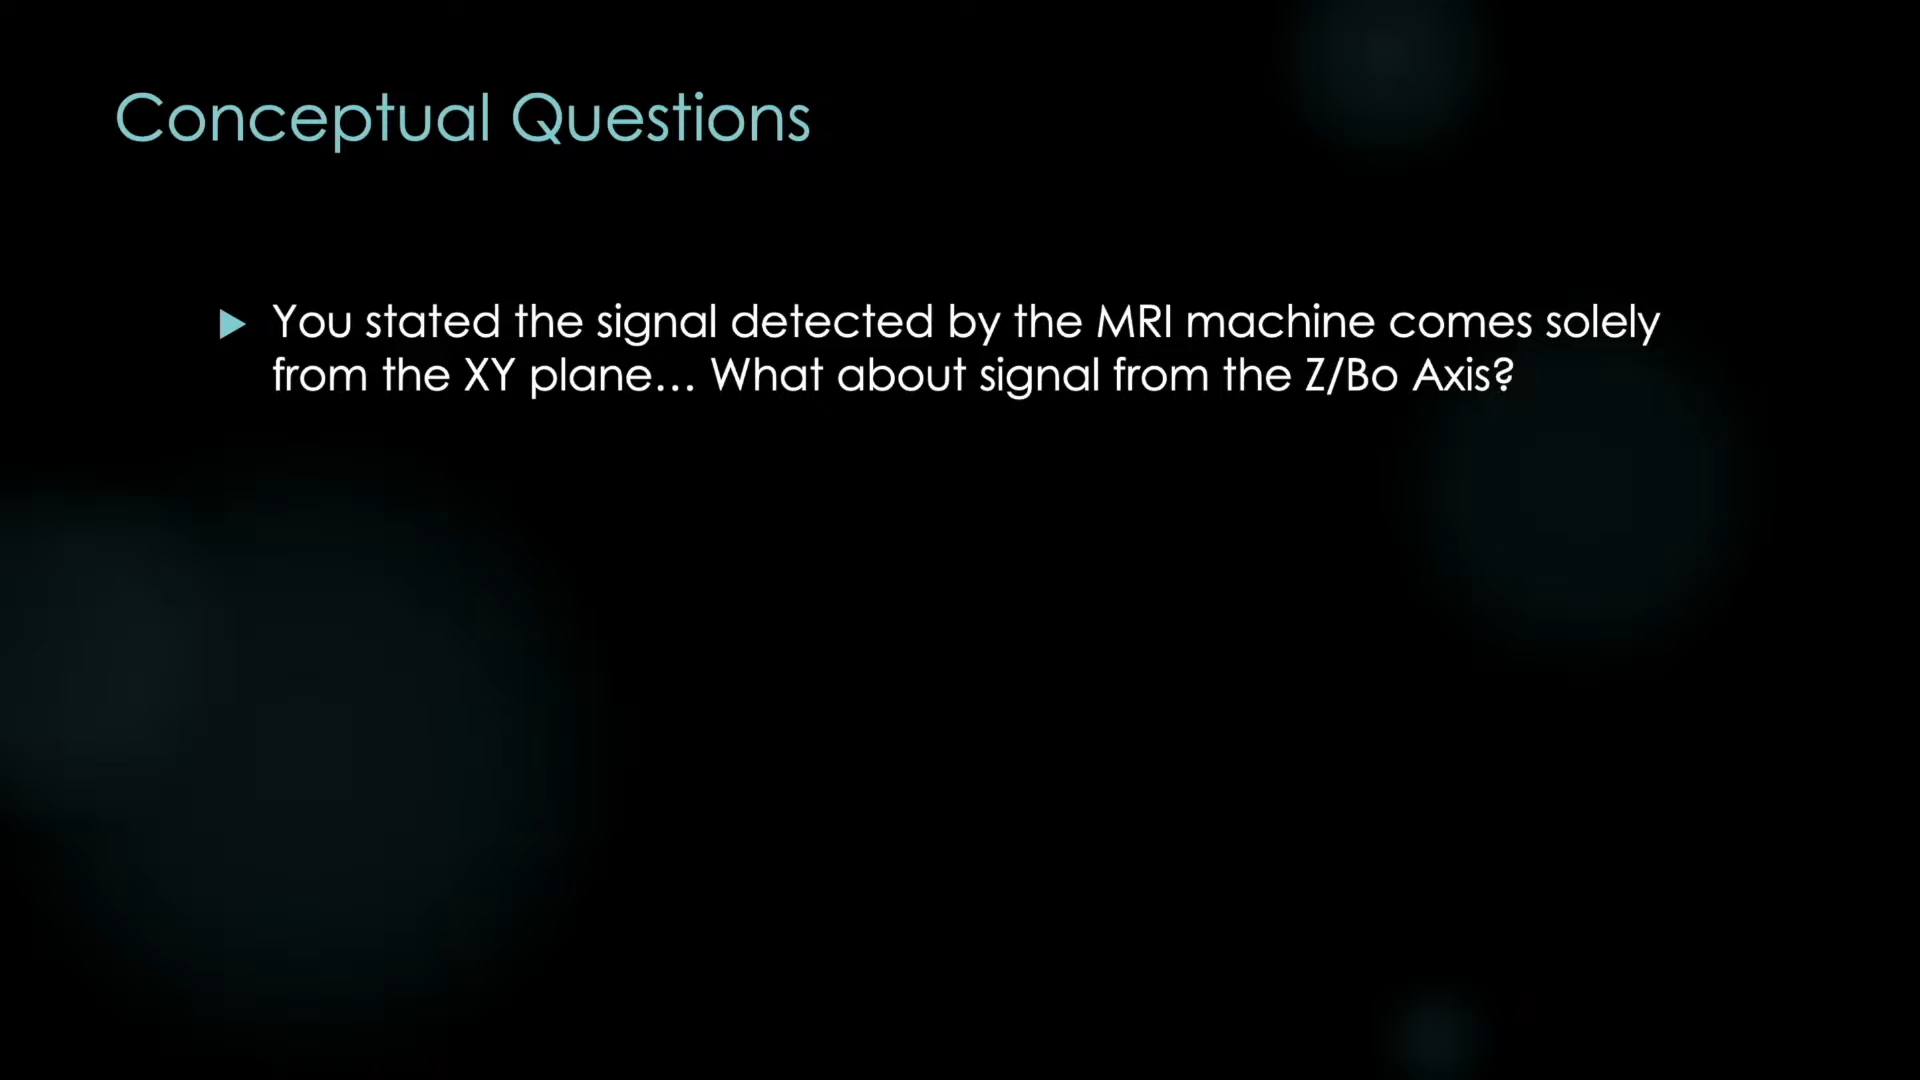 Conceptual Questions
You stated the signal detected by the MRI machine comes solely
from the XY plane... What about signal from the Z/Bo Axis?